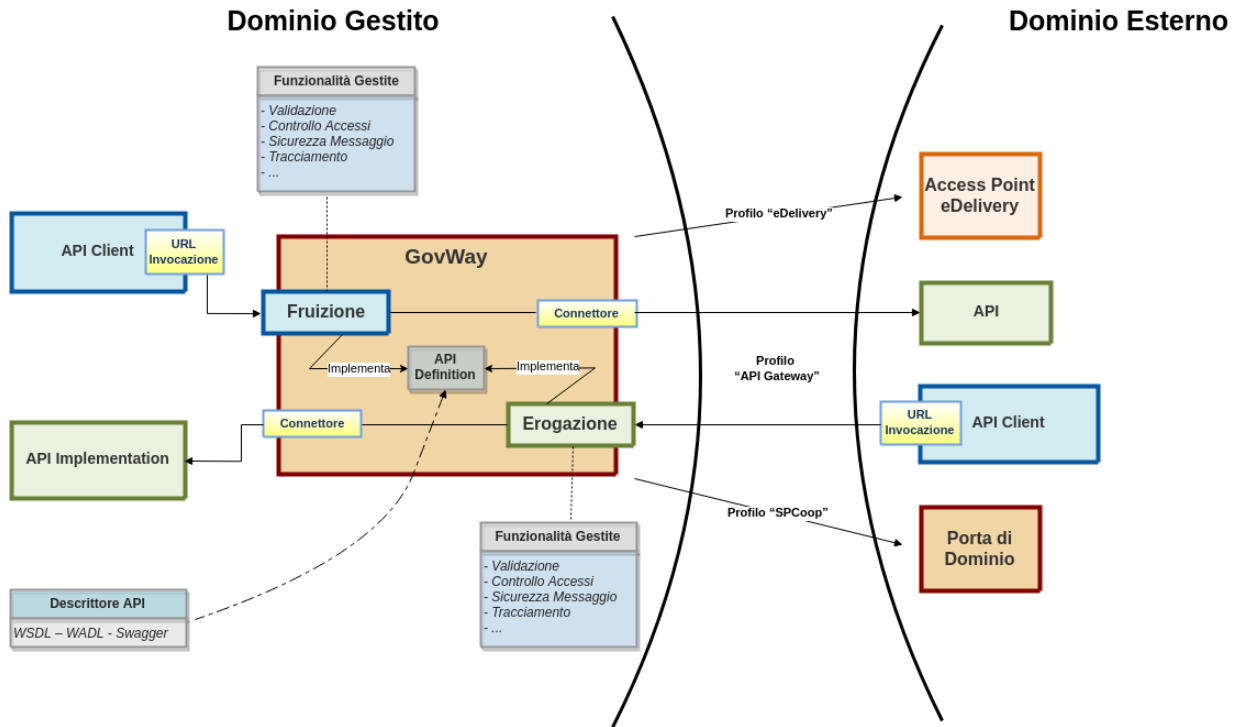 Dominio Gestito
Dominio Esterno
Funzionalità Gestite
- Validazione
- Controllo Accessi
- Sicurezza Messaggio
- Tracciamento
- ...
Access Point
eDelivery
Profilo “eDelivery”
API Client
URL
Invocazione
GovWay
Fruizione
Connettore
API
Implementa
API
Definition
Implementa
Profilo
“API Gateway”
Connettore
Erogazione
URL
Invocazione
API Client
API Implementation
Profilo “SPCoop”
Porta di
Dominio
Funzionalità Gestite
- Validazione
- Controllo Accessi
- Sicurezza Messaggio
- Tracciamento
- ...
Descrittore API
WSDL – WADL - Swagger